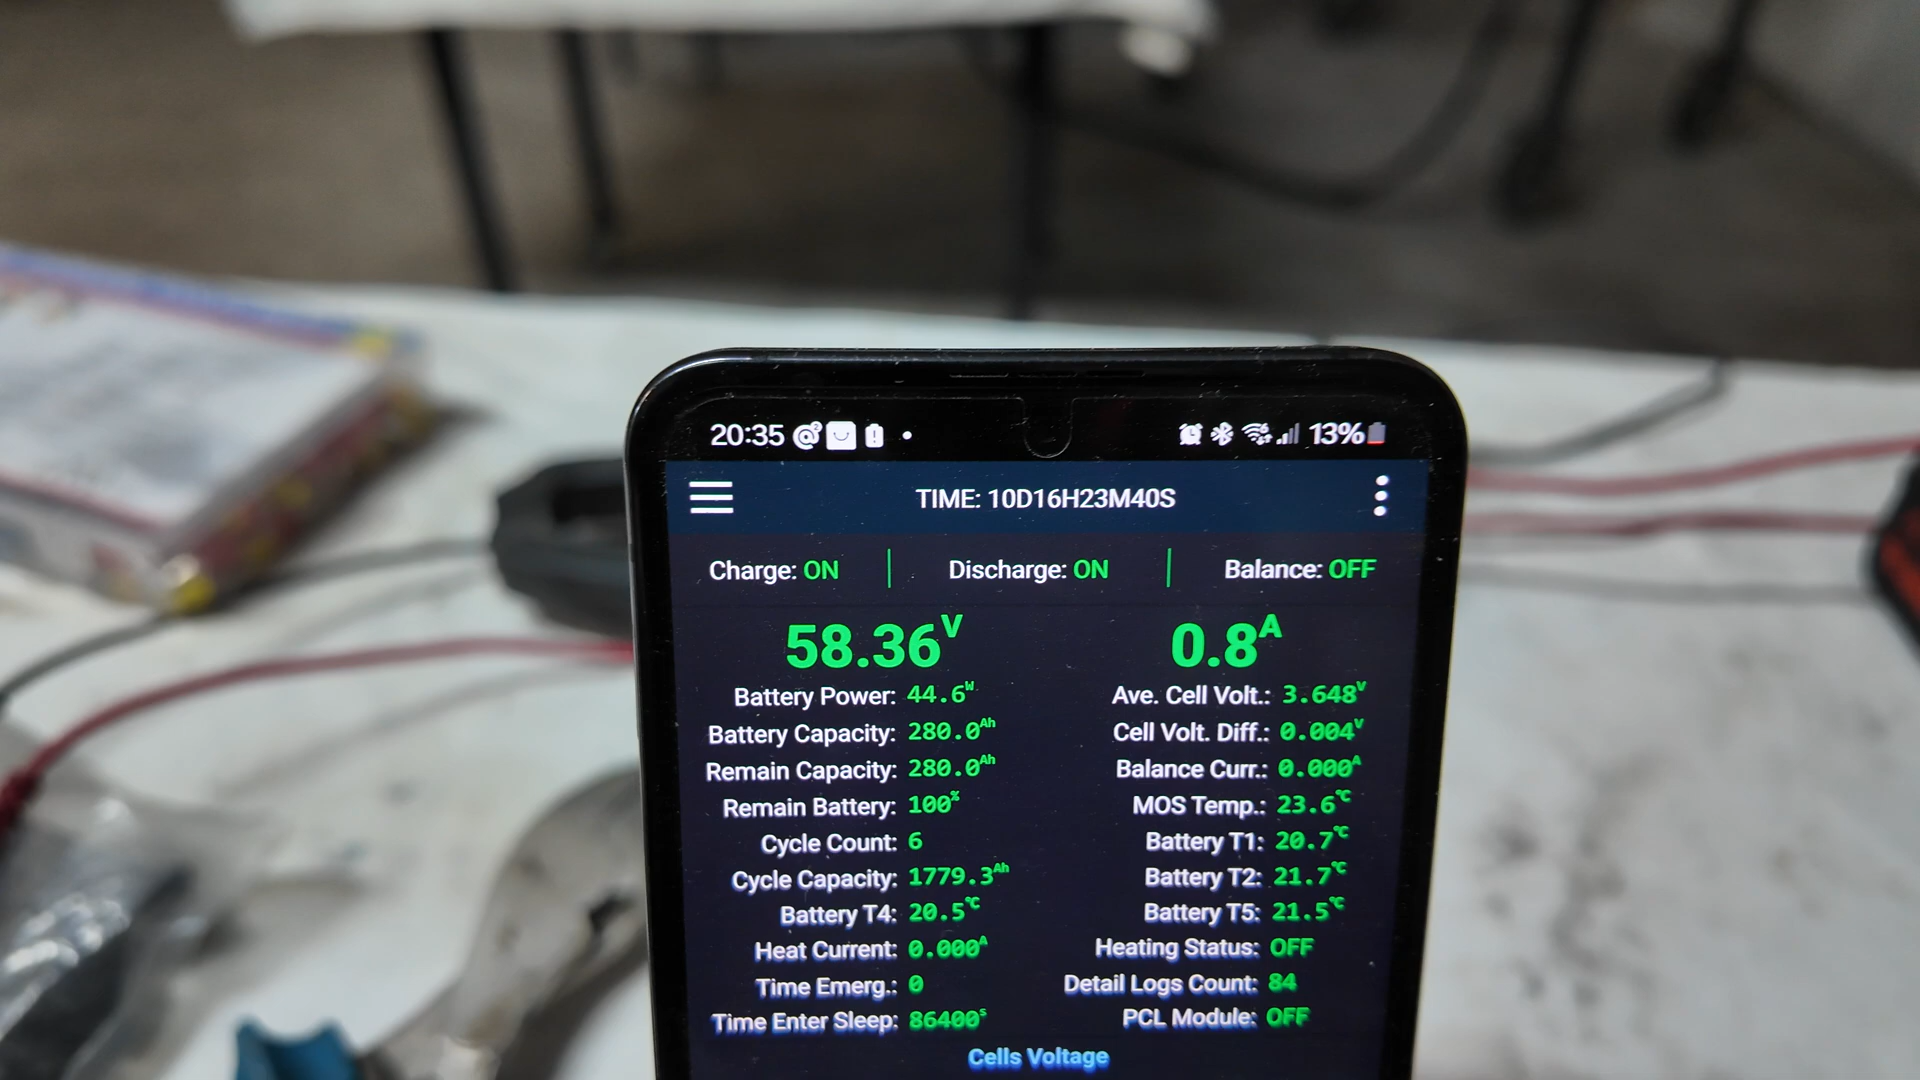 20:35 13%
TIME: 10D16H23M40S
Charge: ON Discharge: ON Balance: OFF
58.36V 0.8A
Battery Power: 44.6W Ave. Cell Volt.: 3.648V
Battery Capacity: 280.0Ah Cell Volt. Diff.: 0.004V
Remain Capacity: 280.0Ah Balance Curr.: 0.000A
Remain Battery: 100% MOS Temp.: 23.6℃
Cycle Count: 6 Battery T1: 20.7℃
Cycle Capacity: 1779.3Ah Battery T2: 21.7℃
Battery T4: 20.5℃ Battery T5: 21.5℃
Heat Current: 0.000A Heating Status: OFF
Time Emerg.: 0 Detail Logs Count: 84
Time Enter Sleep: 86400s PCL Module: OFF
Cells Voltage